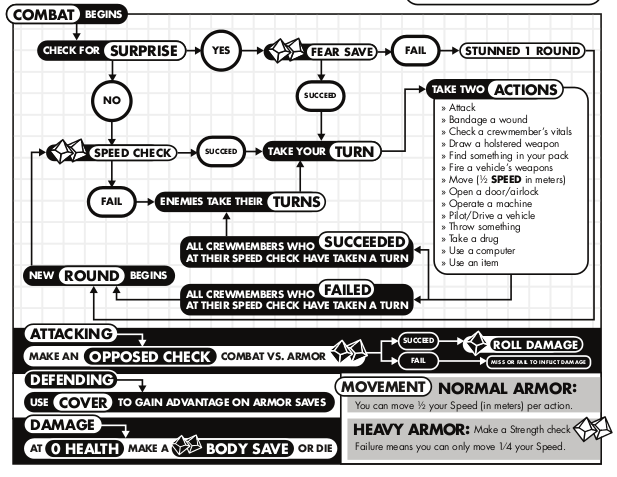 COMBAT BEGINS
CHECK FOR SURPRISE
YES
FEAR SAVE
FAIL
STUNNED 1 ROUND
NO
SUCCEED
TAKE TWO ACTIONS
» Attack
» Bandage a wound
» Check a crewmember's vitals
» Draw a holstered weapon
» Find something in your pack
» Fire a vehicle's weapons
» Move (½ SPEED in meters)
» Open a door/airlock
» Operate a machine
» Pilot/Drive a vehicle
» Throw something
» Take a drug
» Use a computer
» Use an item
SPEED CHECK
SUCCEED
TAKE YOUR TURN
FAIL
ENEMIES TAKE THEIR TURNS
ALL CREWMEMBERS WHO SUCCEEDED
AT THEIR SPEED CHECK HAVE TAKEN A TURN
NEW ROUND BEGINS
ALL CREWMEMBERS WHO FAILED
AT THEIR SPEED CHECK HAVE TAKEN A TURN
ATTACKING
MAKE AN OPPOSED CHECK COMBAT VS. ARMOR
SUCCEED
ROLL DAMAGE
FAIL
MISS OR FAIL TO INFLICT DAMAGE
DEFENDING
USE COVER TO GAIN ADVANTAGE ON ARMOR SAVES
DAMAGE
AT 0 HEALTH MAKE A BODY SAVE OR DIE
MOVEMENT NORMAL ARMOR:
You can move ½ your Speed (in meters) per action.
HEAVY ARMOR: Make a Strength check
Failure means you can only move 1/4 your Speed.